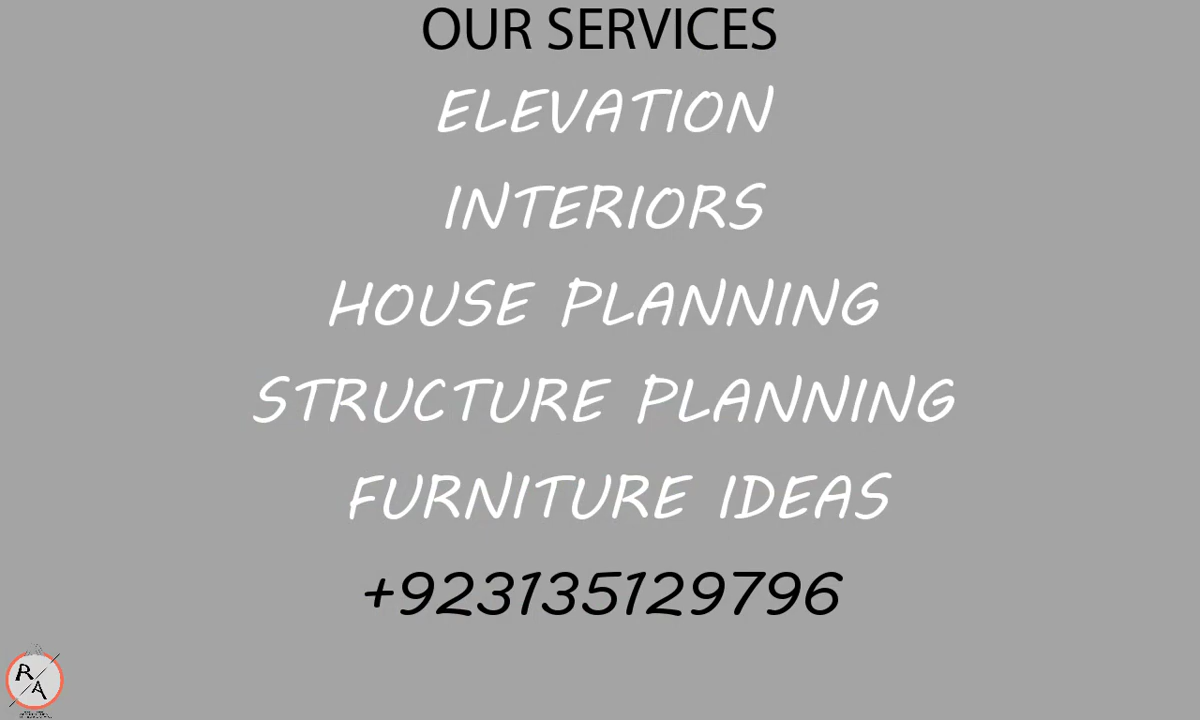 OUR SERVICES
ELEVATION
INTERIORS
HOUSE PLANNING
STRUCTURE PLANNING
FURNITURE IDEAS
+923135129796
R
A